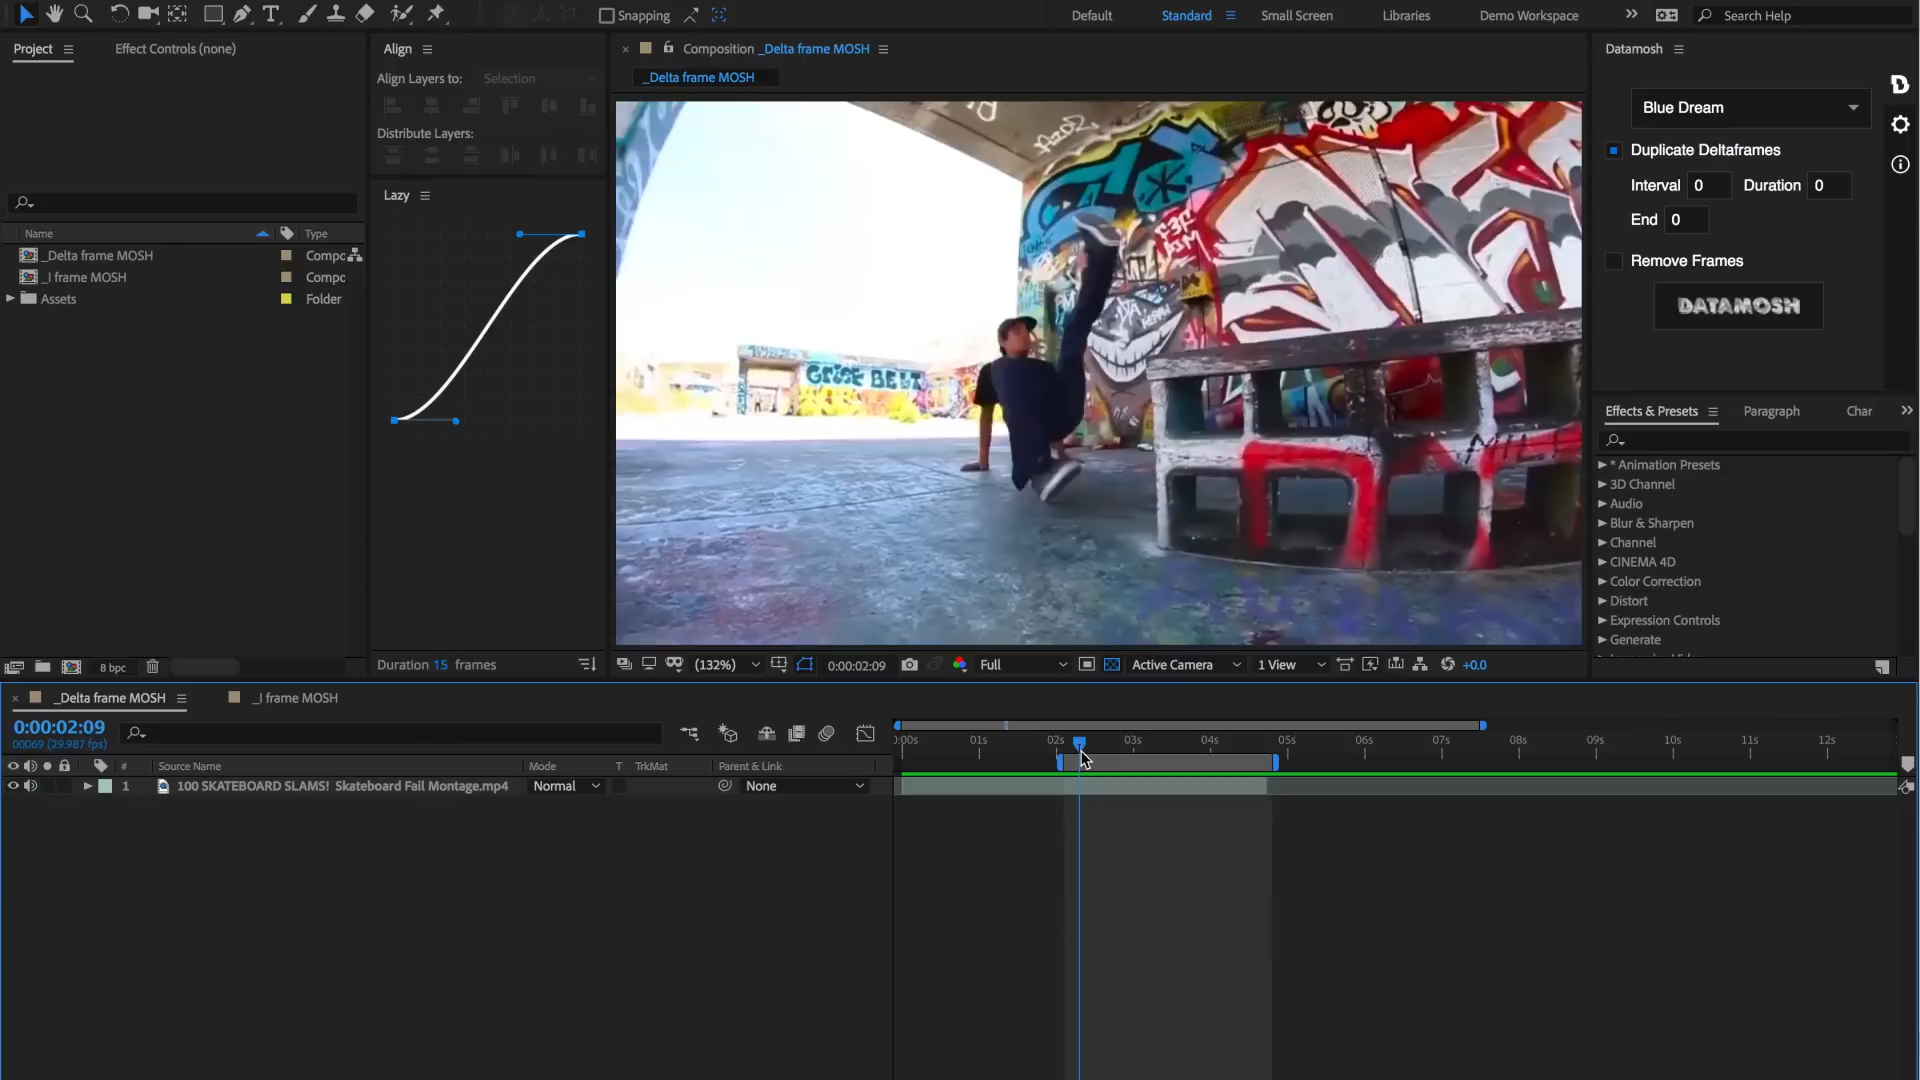 Snapping
Default
Standard
Small Screen
Libraries
Demo Workspace
Search Help
Project
Effect Controls (none)
Align
Composition _Delta frame MOSH
Datamosh
Align Layers to:
Selection
_Delta frame MOSH
Blue Dream
Distribute Layers:
Duplicate Deltaframes
Interval 0
Duration 0
Lazy
End 0
Name
Type
_Delta frame MOSH
Compc
Remove Frames
_I frame MOSH
Compc
Assets
Folder
DATAMOSH
GRISE BELT
Effects & Presets
Paragraph
Char
* Animation Presets
3D Channel
Audio
Blur & Sharpen
Channel
CINEMA 4D
Color Correction
Distort
Expression Controls
Generate
8 bpc
Duration 15 frames
(132%)
0:00:02:09
Full
Active Camera
1 View
+0.0
_Delta frame MOSH
_I frame MOSH
0:00:02:09
00069 (29.987 fps)
):00s
01s
02s
03s
04s
05s
06s
07s
08s
09s
10s
11s
12s
#
Source Name
Mode
T
TrkMat
Parent & Link
1
100 SKATEBOARD SLAMS! Skateboard Fail Montage.mp4
Normal
None